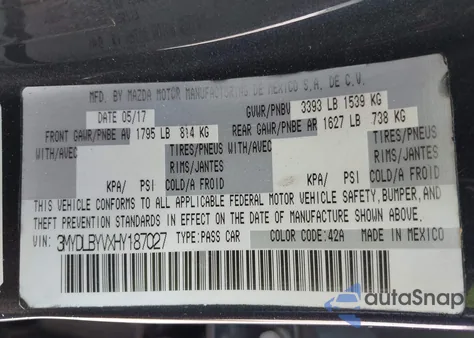 MFD. BY MAZDA MOTOR MANUFACTURING DE MEXICO S.A. DE C.V.
DATE 05/17 GVWR/PNBV 3393 LB 1539 KG
FRONT GAWR/PNBE AV 1795 LB 814 KG REAR GAWR/PNBE AR 1627 LB 738 KG
WITH/AVEC TIRES/PNEU WITH/AVEC TIRES/PNEU
RIMS/JANTES RIMS/JANTES
KPA/ PSI COLD/A FROID KPA/ PSI COLD/A FROID
THIS VEHICLE CONFORMS TO ALL APPLICABLE FEDERAL MOTOR VEHICLE SAFETY, BUMPER, AND
THEFT PREVENTION STANDARDS IN EFFECT ON THE DATE OF MANUFACTURE SHOWN ABOVE.
VIN: 3MYDLBYVXHY187027 TYPE: PASS CAR COLOR CODE: 42A MADE IN MEXICO
autaSnap